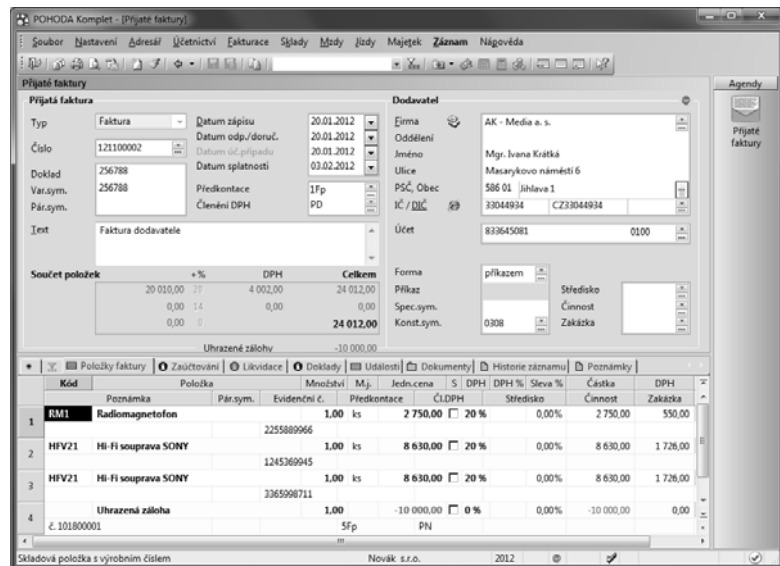 POHODA Komplet - [Přijaté faktury]
Soubor Nastavení Adresář Účetnictví Fakturace Sklady Mzdy Jízdy Majetek Záznam Nápověda
Přijaté faktury
Agendy
Přijatá faktura
Dodavatel
Typ Faktura
Číslo 121100002
Doklad 256788
Var.sym. 256788
Pár.sym.
Datum zápisu 20.01.2012
Datum odp./doruč. 20.01.2012
Datum úč.případu 20.01.2012
Datum splatnosti 03.02.2012
Předkontace 1Fp
Členění DPH PD
Firma AK - Media a. s.
Oddělení
Jméno Mgr. Ivana Krátká
Ulice Masarykovo náměstí 6
PSČ, Obec 586 01 Jihlava 1
IČ / DIČ 33044934 CZ33044934
Přijaté
faktury
Text Faktura dodavatele
Účet 833645081 0100
Součet položek +% DPH Celkem
20 010,00 20 4 002,00 24 012,00
0,00 14 0,00 0,00
0,00 0 24 012,00
Uhrazené zálohy -10 000,00
Forma příkazem
Příkaz Středisko
Spec.sym. Činnost
Konst.sym. 0308 Zakázka
Položky faktury Zaúčtování Likvidace Doklady Události Dokumenty Historie záznamu Poznámky
Kód Položka Množství M.j. Jedn.cena S DPH DPH % Sleva % Částka DPH
Poznámka Pár.sym. Evidenční č. Předkontace Čl.DPH Středisko Činnost Zakázka
1 RM1 Radiomagnetofon 1,00 ks 2 750,00 20 % 0,00% 2 750,00 550,00
2255889966
2 HFV21 Hi-Fi souprava SONY 1,00 ks 8 630,00 20 % 0,00% 8 630,00 1 726,00
1245369945
3 HFV21 Hi-Fi souprava SONY 1,00 ks 8 630,00 20 % 0,00% 8 630,00 1 726,00
3365998711
4 Uhrazená záloha 1,00 -10 000,00 0 % 0,00% -10 000,00 0,00
č. 101800001 5Fp PN
Skladová položka s výrobním číslem Novák s.r.o. 2012 @